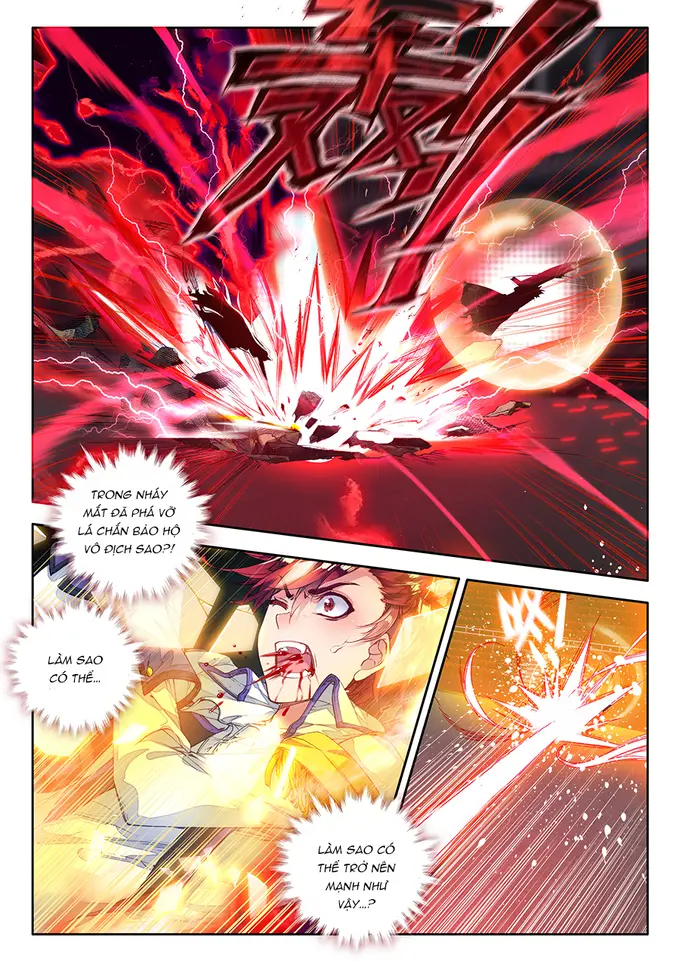 TRONG NHÁY
MẮT ĐÃ PHÁ VỠ
LÁ CHẮN BẢO HỘ
VÔ ĐỊCH SAO?!
LÀM SAO
CÓ THỂ...
LÀM SAO CÓ
THỂ TRỞ NÊN
MẠNH NHƯ
VẬY...?